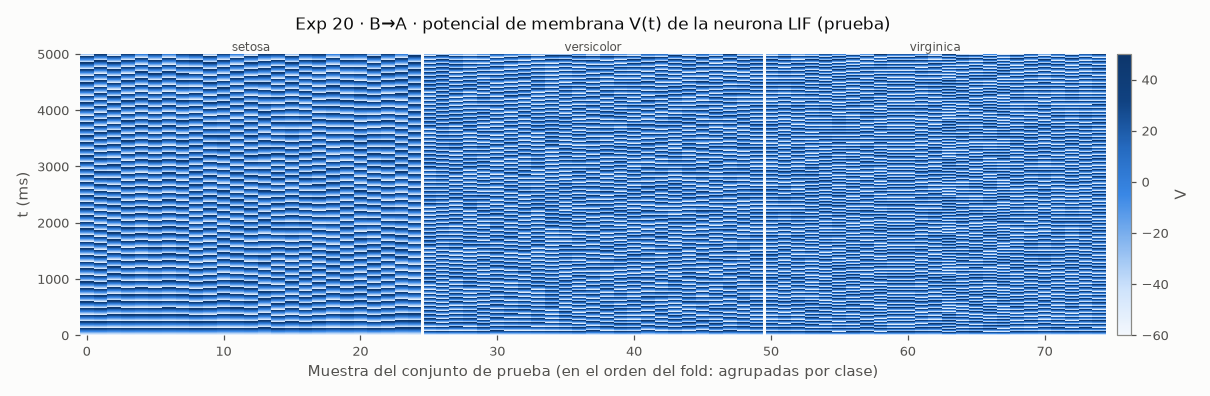 Exp 20 · B→A · potencial de membrana V(t) de la neurona LIF (prueba)
setosa versicolor virginica
5000
4000
3000
2000
1000
0
t (ms)
0 10 20 30 40 50 60 70
Muestra del conjunto de prueba (en el orden del fold: agrupadas por clase)
40
20
0
−20
−40
−60
V